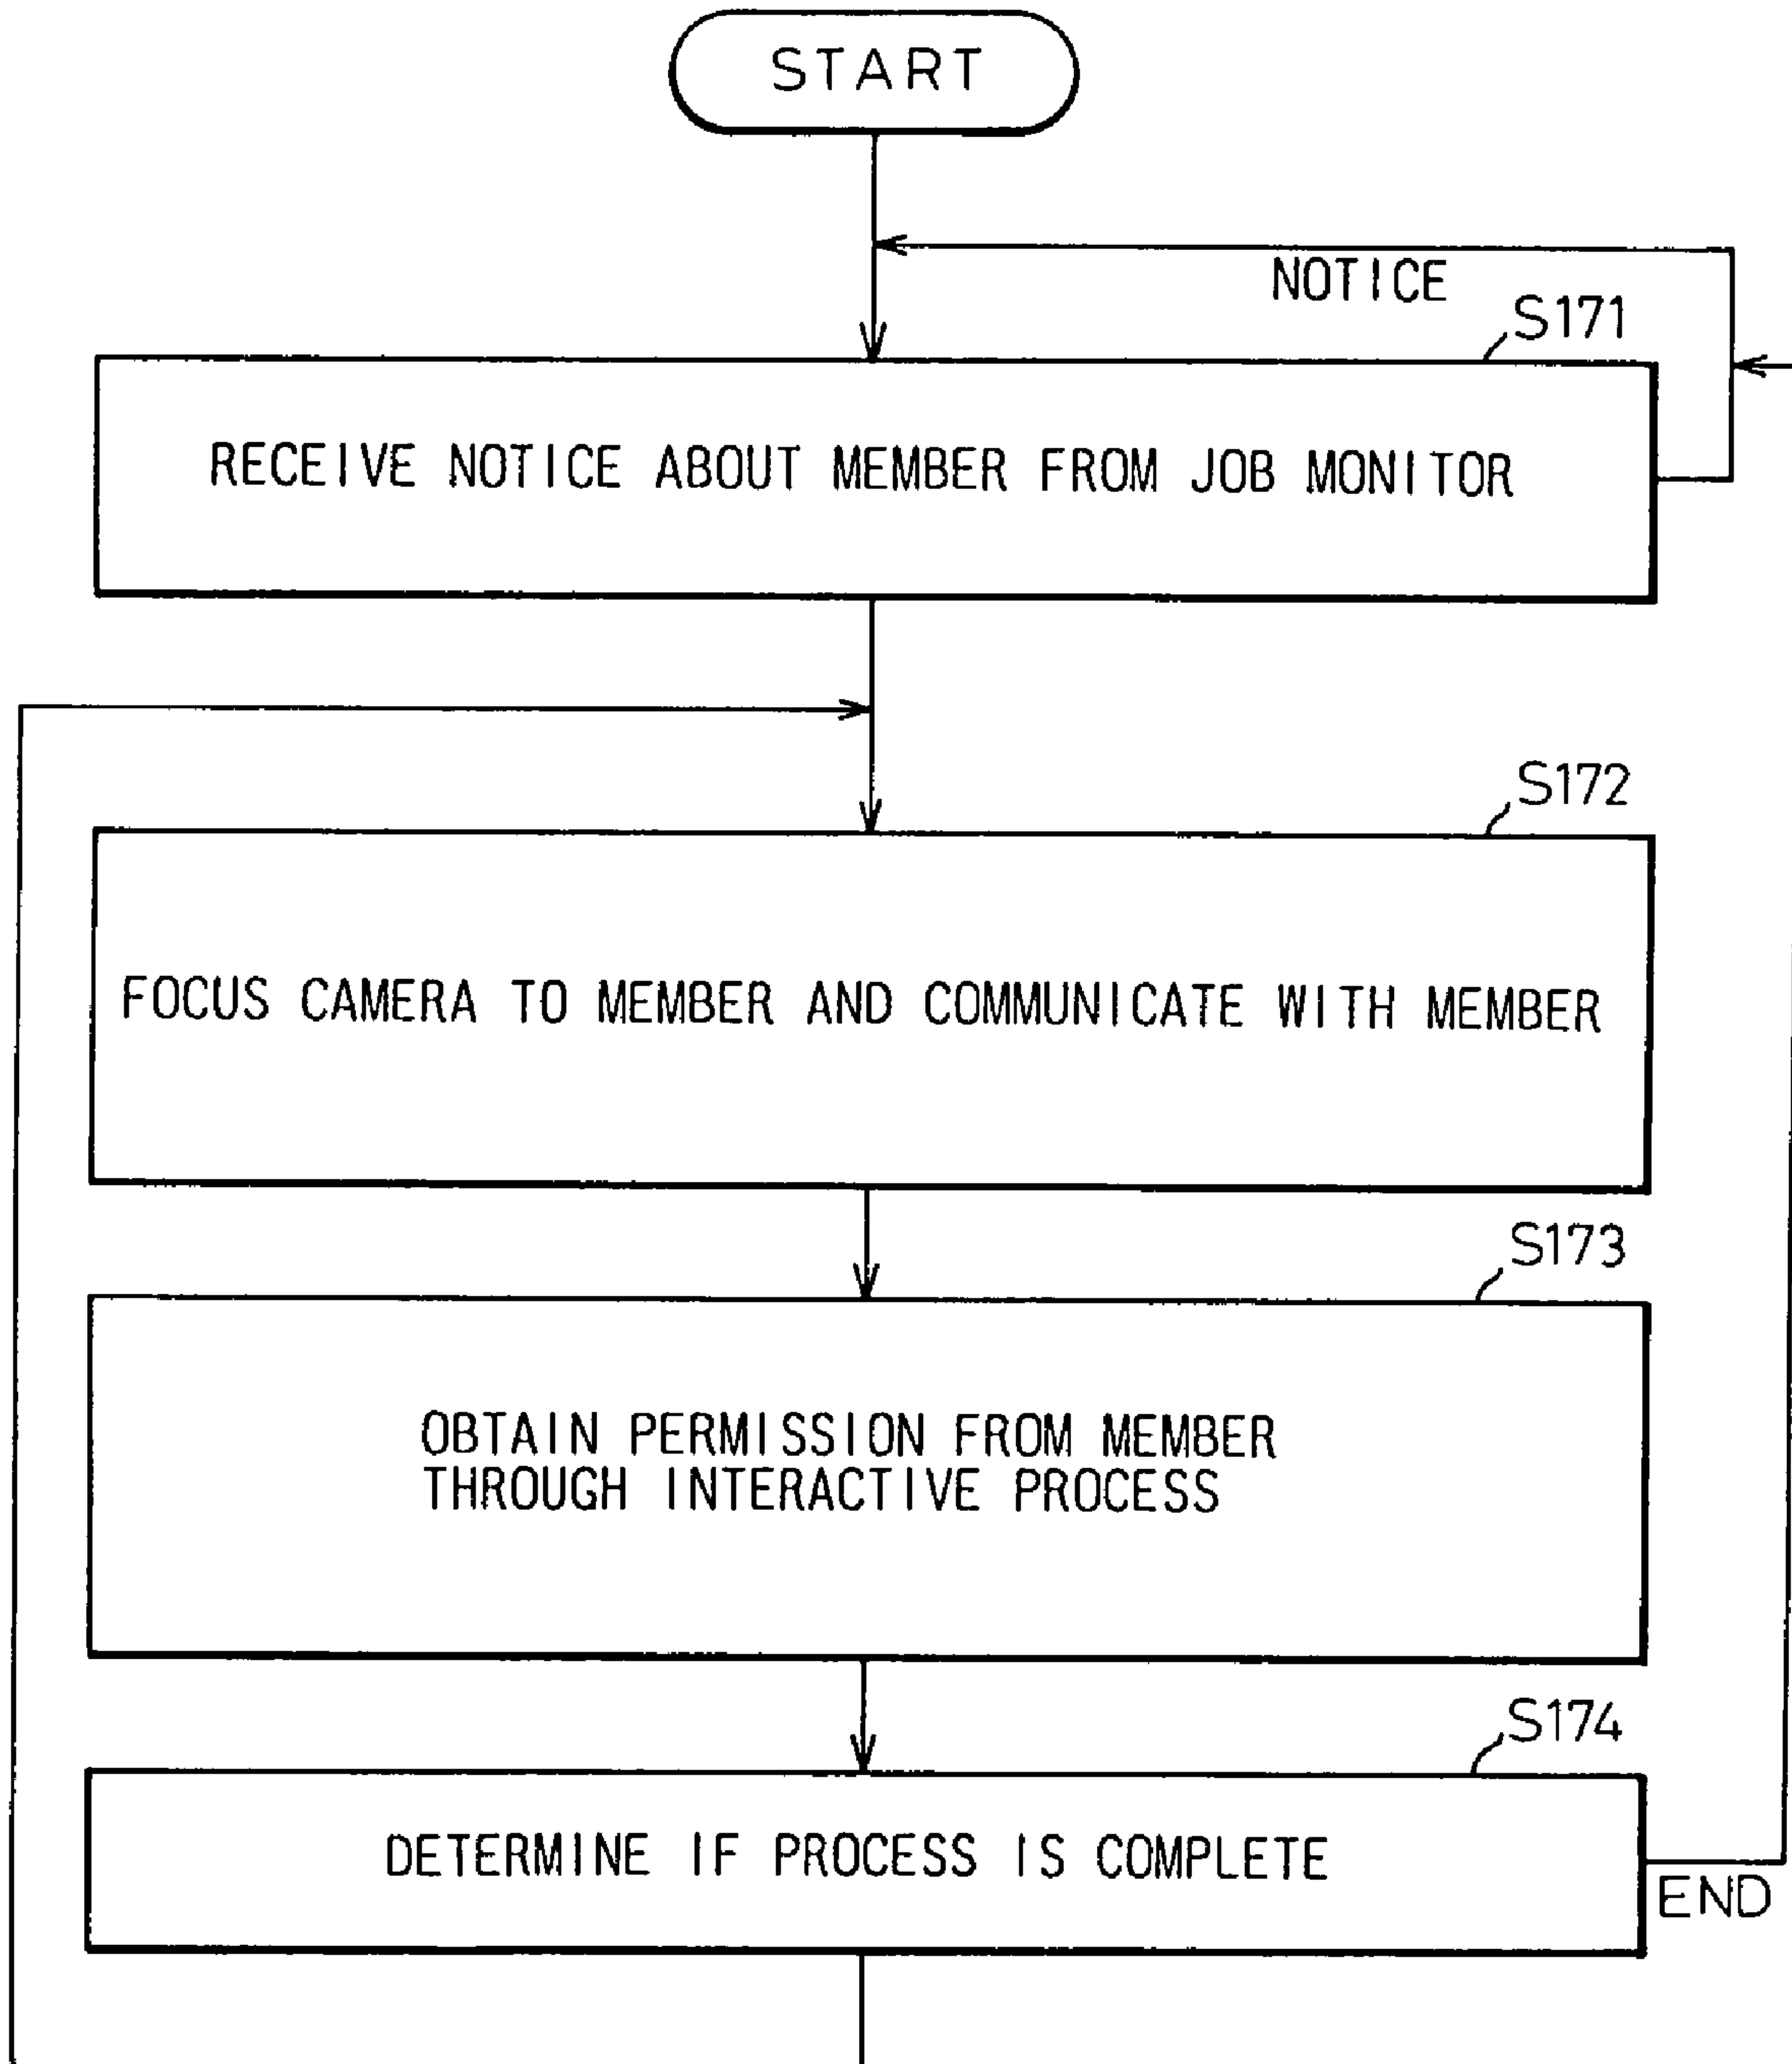 START
NOTICE
S171
RECEIVE NOTICE ABOUT MEMBER FROM JOB MONITOR
S172
FOCUS CAMERA TO MEMBER AND COMMUNICATE WITH MEMBER
S173
OBTAIN PERMISSION FROM MEMBER
THROUGH INTERACTIVE PROCESS
S174
DETERMINE IF PROCESS IS COMPLETE
END